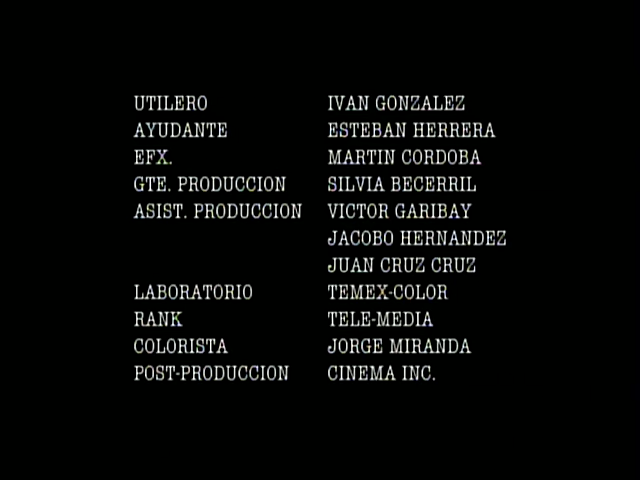 UTILERO IVAN GONZALEZ
AYUDANTE ESTEBAN HERRERA
EFX. MARTIN CORDOBA
GTE. PRODUCCION SILVIA BECERRIL
ASIST. PRODUCCION VICTOR GARIBAY
JACOBO HERNANDEZ
JUAN CRUZ CRUZ
LABORATORIO TEMEX-COLOR
RANK TELE-MEDIA
COLORISTA JORGE MIRANDA
POST-PRODUCCION CINEMA INC.